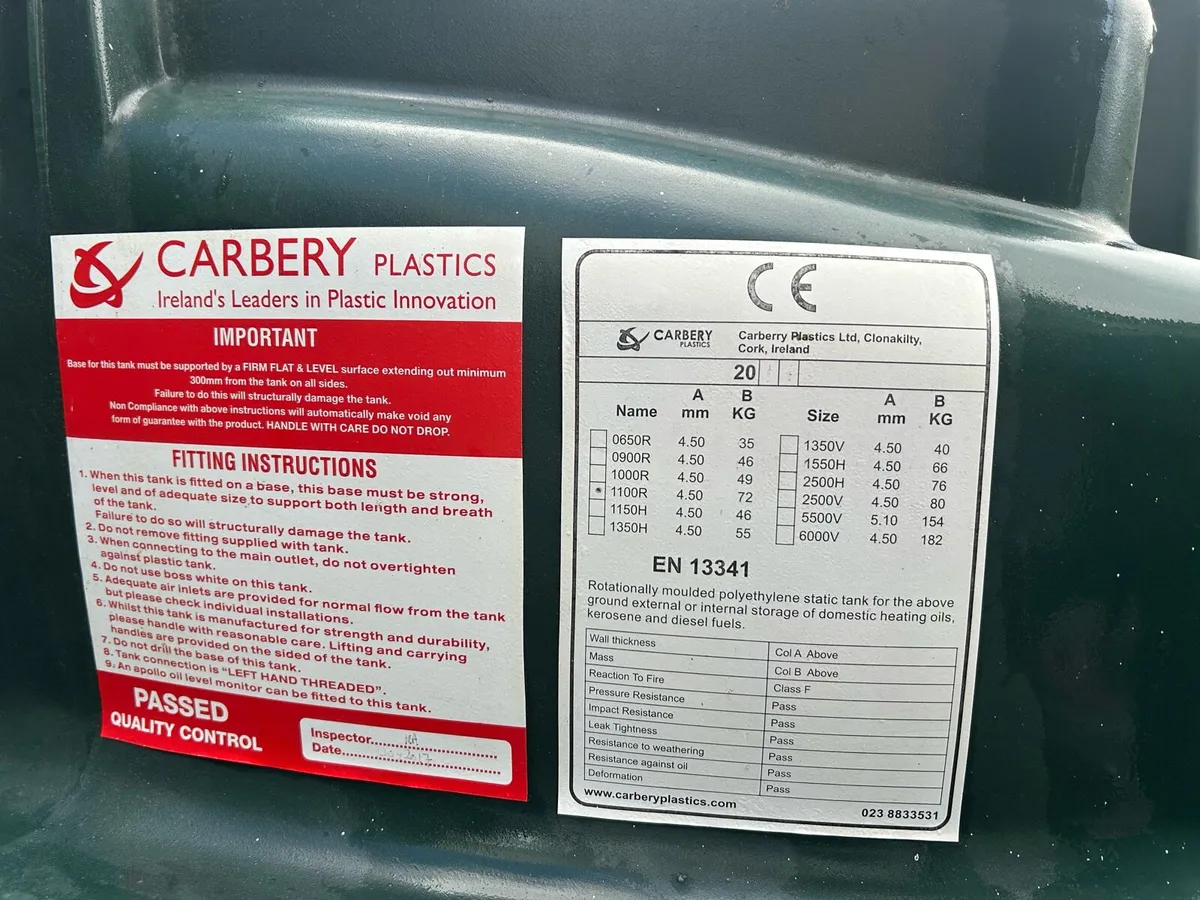 CARBERY PLASTICS
Ireland's Leaders in Plastic Innovation
IMPORTANT
Base for this tank must be supported by a FIRM FLAT & LEVEL surface extending out minimum
300mm from the tank on all sides.
Failure to do this will structurally damage the tank.
Non Compliance with above instructions will automatically make void any
form of guarantee with the product. HANDLE WITH CARE DO NOT DROP.
FITTING INSTRUCTIONS
1. When this tank is fitted on a base, this base must be strong,
level and of adequate size to support both length and breath
of the tank.
Failure to do so will structurally damage the tank.
2. Do not remove fitting supplied with tank.
3. When connecting to the main outlet, do not overtighten
against plastic tank.
4. Do not use boss white on this tank.
5. Adequate air inlets are provided for normal flow from the tank
but please check individual installations.
6. Whilst this tank is manufactured for strength and durability,
please handle with reasonable care. Lifting and carrying
handles are provided on the sided of the tank.
7. Do not drill the base of this tank.
8. Tank connection is "LEFT HAND THREADED".
9. An apollo oil level monitor can be fitted to this tank.
PASSED
QUALITY CONTROL
Inspector
Date
CE
CARBERY
PLASTICS
Carberry Plastics Ltd, Clonakilty,
Cork, Ireland
20
A B A B
Name mm KG Size mm KG
0650R 4.50 35 1350V 4.50 40
0900R 4.50 46 1550H 4.50 66
1000R 4.50 49 2500H 4.50 76
1100R 4.50 72 2500V 4.50 80
1150H 4.50 46 5500V 5.10 154
1350H 4.50 55 6000V 4.50 182
EN 13341
Rotationally moulded polyethylene static tank for the above
ground external or internal storage of domestic heating oils,
kerosene and diesel fuels.
Wall thickness Col A Above
Mass Col B Above
Reaction To Fire Class F
Pressure Resistance Pass
Impact Resistance Pass
Leak Tightness Pass
Resistance to weathering Pass
Resistance against oil Pass
Deformation Pass
www.carberyplastics.com 023 8833531